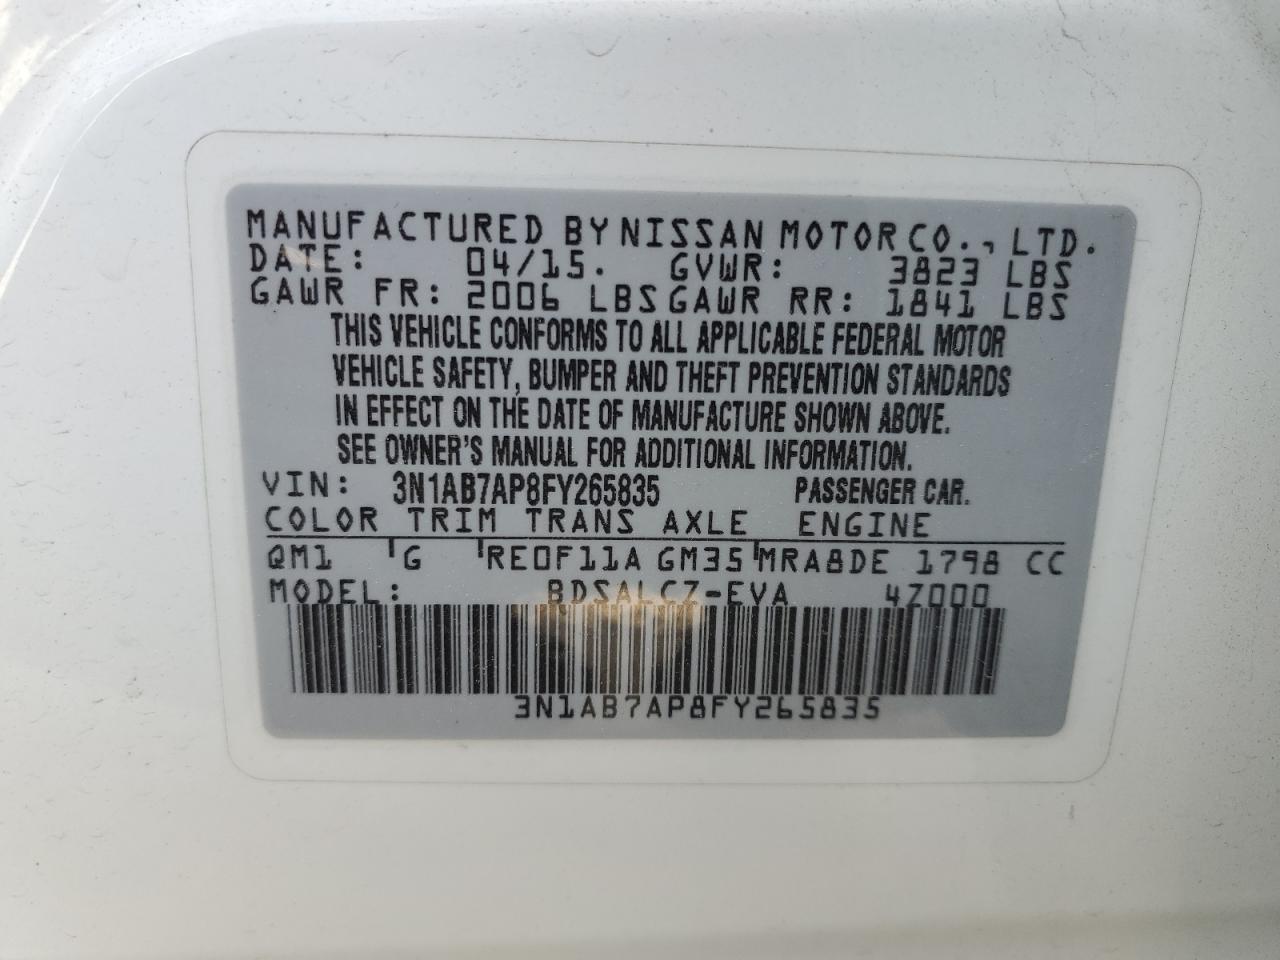 MANUFACTURED BY NISSAN MOTOR CO., LTD.
DATE: 04/15. GVWR: 3823 LBS
GAWR FR: 2006 LBS GAWR RR: 1841 LBS
THIS VEHICLE CONFORMS TO ALL APPLICABLE FEDERAL MOTOR
VEHICLE SAFETY, BUMPER AND THEFT PREVENTION STANDARDS
IN EFFECT ON THE DATE OF MANUFACTURE SHOWN ABOVE.
SEE OWNER'S MANUAL FOR ADDITIONAL INFORMATION.
VIN: 3N1AB7AP8FY265835 PASSENGER CAR.
COLOR TRIM TRANS AXLE ENGINE
QM1 G RE0F11A GM35 MRA8DE 1798 CC
MODEL: BDSALCZ-EVA 4Z000
3N1AB7AP8FY265835